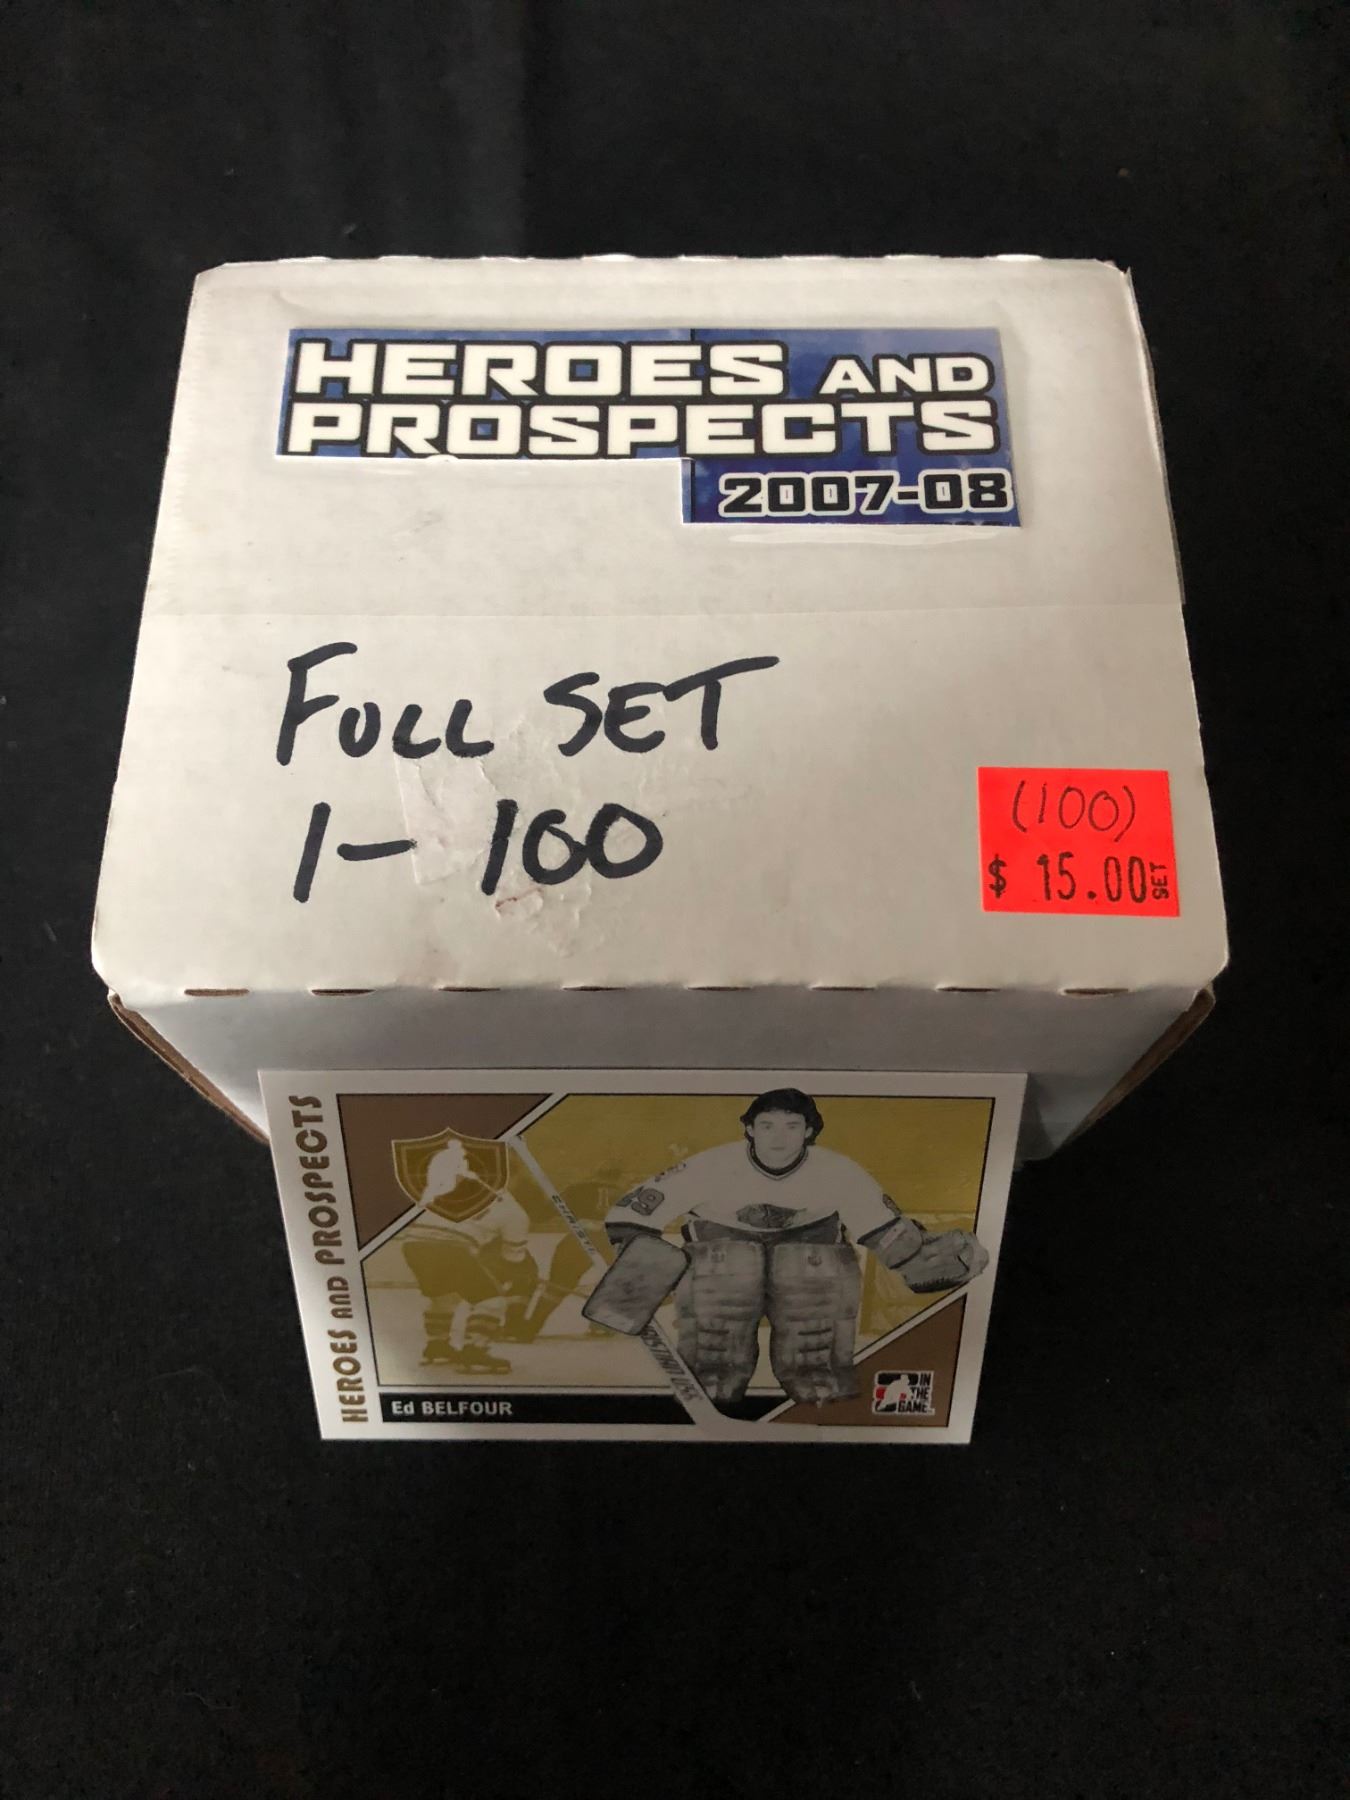 HEROES AND
PROSPECTS
2007-08
FULL SET
1-100
(100)
$ 15.00 SET
HEROES AND PROSPECTS
CHRISTIAN
Ed BELFOUR
IN
THE
GAME